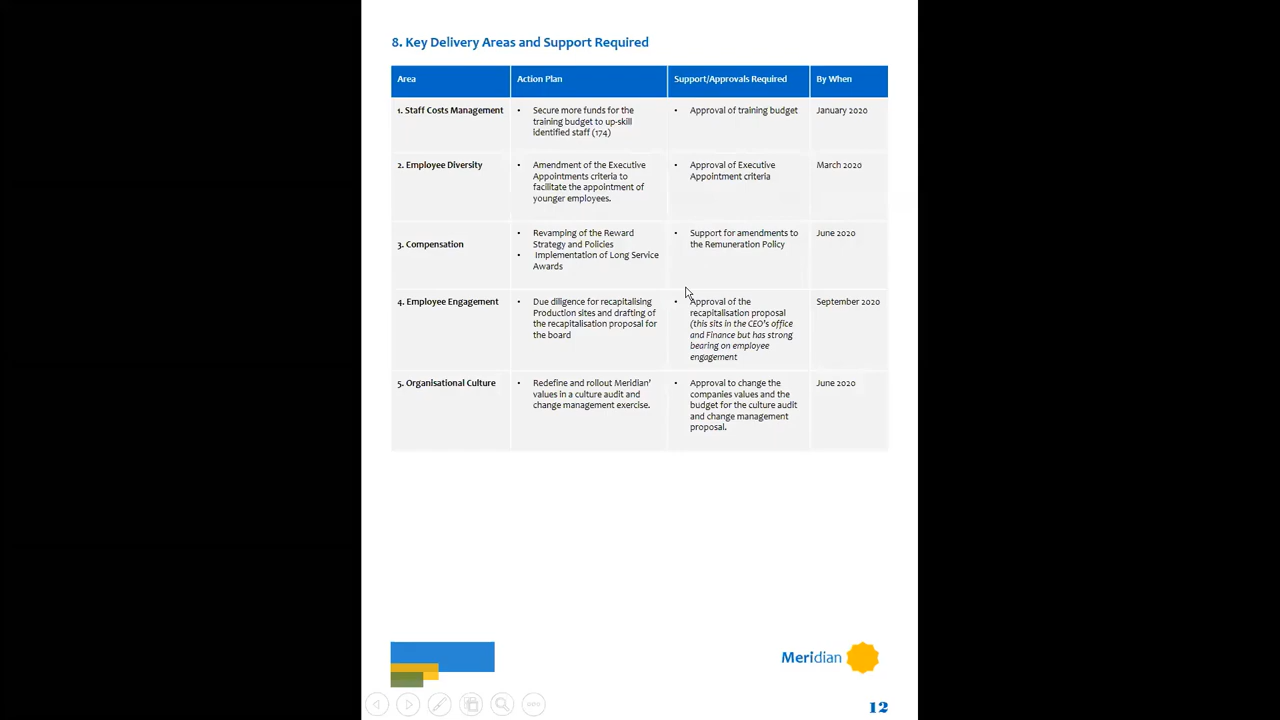 8. Key Delivery Areas and Support Required
Area
Action Plan
Support/Approvals Required
By When
1. Staff Costs Management
• Secure more funds for the
training budget to up-skill
identified staff (174)
• Approval of training budget
January 2020
2. Employee Diversity
• Amendment of the Executive
Appointments criteria to
facilitate the appointment of
younger employees.
• Approval of Executive
Appointment criteria
March 2020
3. Compensation
• Revamping of the Reward
Strategy and Policies
• Implementation of Long Service
Awards
• Support for amendments to
the Remuneration Policy
June 2020
4. Employee Engagement
• Due diligence for recapitalising
Production sites and drafting of
the recapitalisation proposal for
the board
• Approval of the
recapitalisation proposal
(this sits in the CEO's office
and Finance but has strong
bearing on employee
engagement
September 2020
5. Organisational Culture
• Redefine and rollout Meridian'
values in a culture audit and
change management exercise.
• Approval to change the
companies values and the
budget for the culture audit
and change management
proposal.
June 2020
Meridian
12